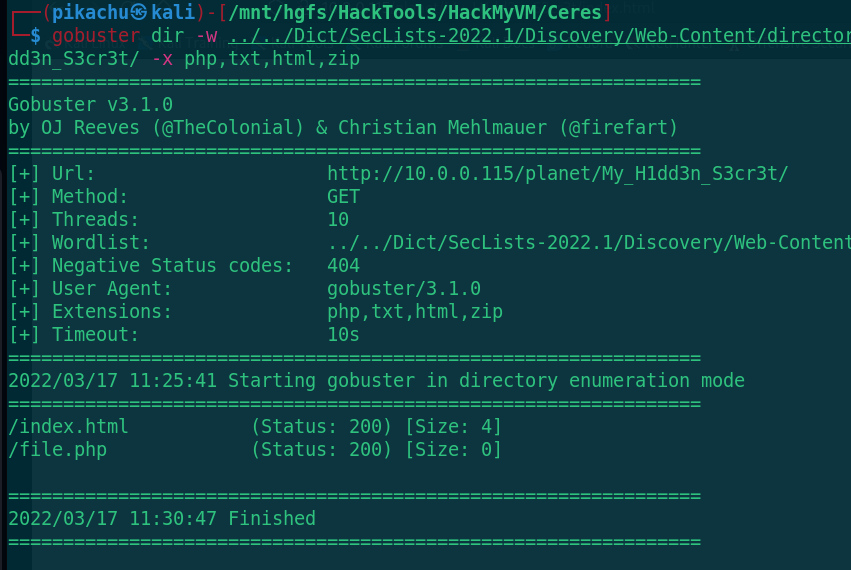 ┌──(pikachu㉿kali)-[/mnt/hgfs/HackTools/HackMyVM/Ceres]
└─$ gobuster dir -w ../../Dict/SecLists-2022.1/Discovery/Web-Content/director
dd3n_S3cr3t/ -x php,txt,html,zip
===============================================================
Gobuster v3.1.0
by OJ Reeves (@TheColonial) & Christian Mehlmauer (@firefart)
===============================================================
[+] Url:                     http://10.0.0.115/planet/My_H1dd3n_S3cr3t/
[+] Method:                  GET
[+] Threads:                 10
[+] Wordlist:                ../../Dict/SecLists-2022.1/Discovery/Web-Content
[+] Negative Status codes:   404
[+] User Agent:              gobuster/3.1.0
[+] Extensions:              php,txt,html,zip
[+] Timeout:                 10s
===============================================================
2022/03/17 11:25:41 Starting gobuster in directory enumeration mode
===============================================================
/index.html           (Status: 200) [Size: 4]
/file.php             (Status: 200) [Size: 0]
===============================================================
2022/03/17 11:30:47 Finished
===============================================================